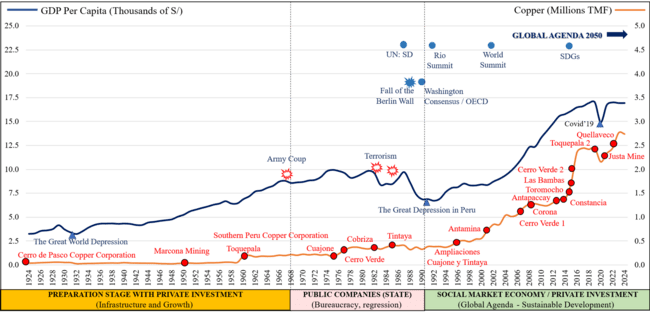 GDP Per Capita (Thousands of S/)
Copper (Millions TMF)
25.0
22.5
20.0
17.5
15.0
12.5
10.0
7.5
5.0
2.5
0.0
5.0
4.5
4.0
3.5
3.0
2.5
2.0
1.5
1.0
0.5
0.0
GLOBAL AGENDA 2050
UN: SD
Rio
Summit
World
Summit
SDGs
Fall of the
Berlin Wall
Washington
Consensus / OECD
Covid'19
Quellaveco
Toquepala 2
Justa Mine
Army Coup
Terrorism
Cerro Verde 2
Las Bambas
Toromocho
Antapaccay
Constancia
The Great Depression in Peru
Corona
Cerro Verde 1
The Great World Depression
Southern Peru Copper Corporation
Cerro de Pasco Copper Corporation
Marcona Mining
Toquepala
Cuajone
Cobriza
Cerro Verde
Tintaya
Antamina
Ampliaciones
Cuajone y Tintaya
1924
1926
1928
1930
1932
1934
1936
1938
1940
1942
1944
1946
1948
1950
1952
1954
1956
1958
1960
1962
1964
1966
1968
1970
1972
1974
1976
1978
1980
1982
1984
1986
1988
1990
1992
1994
1996
1998
2000
2002
2004
2006
2008
2010
2012
2014
2016
2018
2020
2022
2024
PREPARATION STAGE WITH PRIVATE INVESTMENT
(Infrastructure and Growth)
PUBLIC COMPANIES (STATE)
(Bureaucracy, regression)
SOCIAL MARKET ECONOMY / PRIVATE INVESTMENT
(Global Agenda - Sustainable Development)